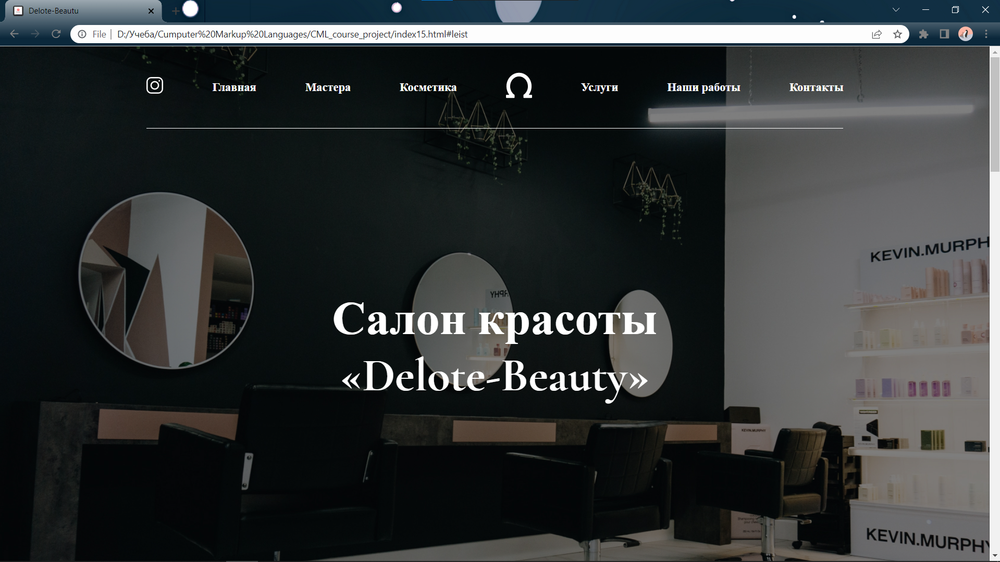 Delote-Beautu
File
D:/Учеба/Cumputer%20Markup%20Languages/CML_course_project/index15.html#leist
Главная Мастера Косметика Услуги Наши работы Контакты
KEVIN.MURPH
Салон красоты
«Delote-Beauty»
KEVIN.MURPHY
KEVIN.MURPHY